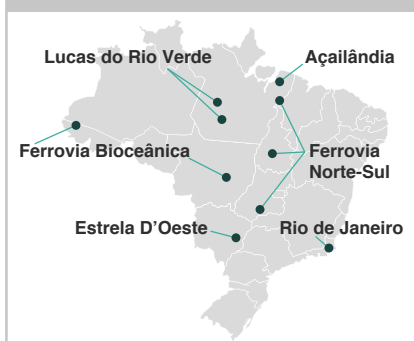 Lucas do Rio Verde
Açailândia
Ferrovia Bioceânica
Ferrovia
Norte-Sul
Estrela D'Oeste
Rio de Janeiro